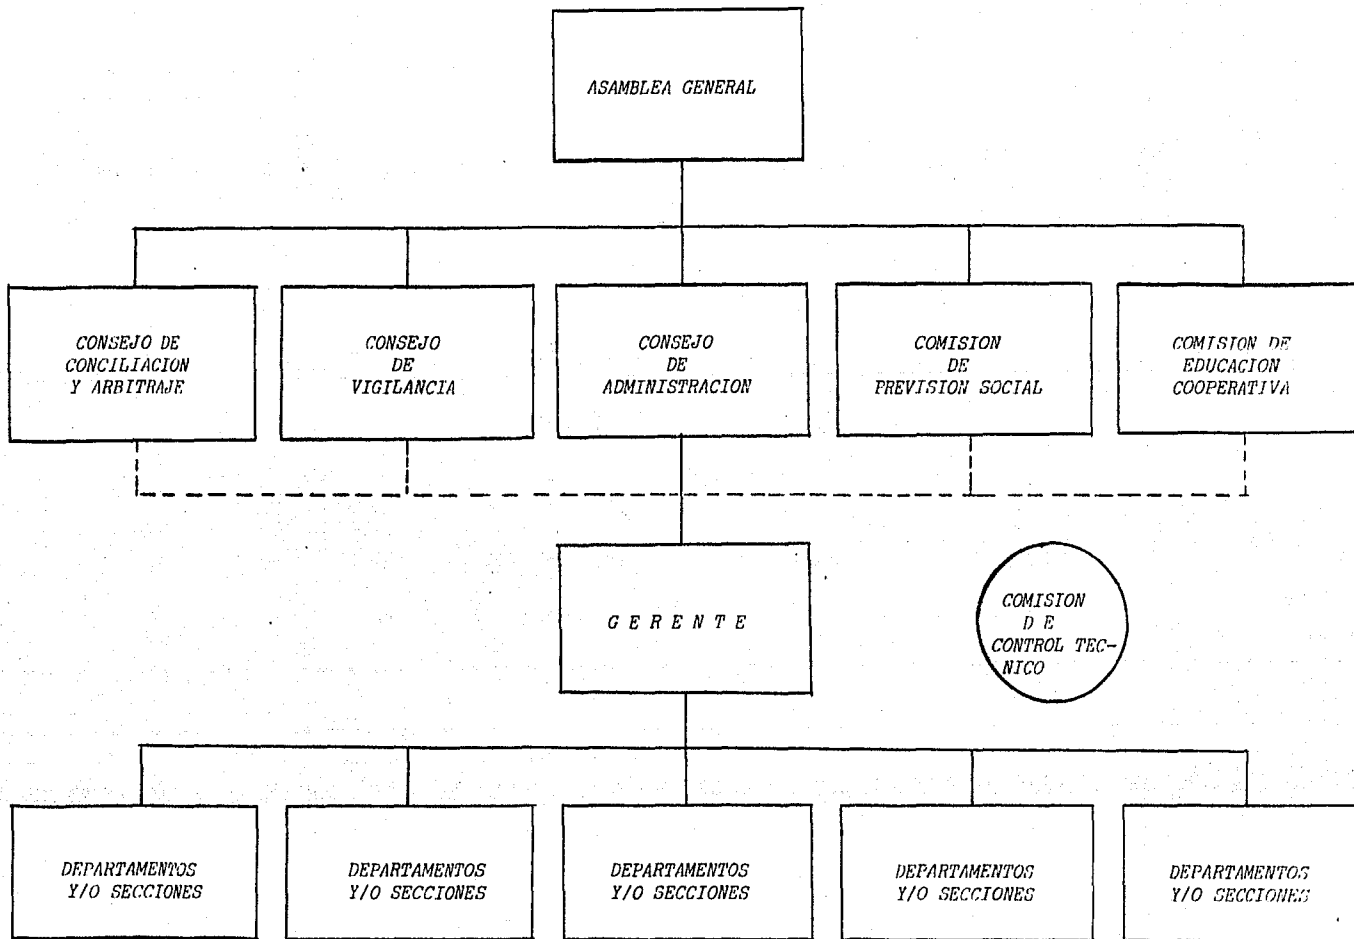 ASAMBLEA GENERAL
CONSEJO DE
CONCILIACION
Y ARBITRAJE
CONSEJO
DE
VIGILANCIA
CONSEJO
DE
ADMINISTRACION
COMISION
DE
PREVISION SOCIAL
COMISION DE
EDUCACION
COOPERATIVA
G E R E N T E
COMISION
D E
CONTROL TEC-
NICO
DEPARTAMENTOS
Y/O SECCIONES
DEPARTAMENTOS
Y/O SECCIONES
DEPARTAMENTOS
Y/O SECCIONES
DEPARTAMENTOS
Y/O SECCIONES
DEPARTAMENTOS
Y/O SECCIONES